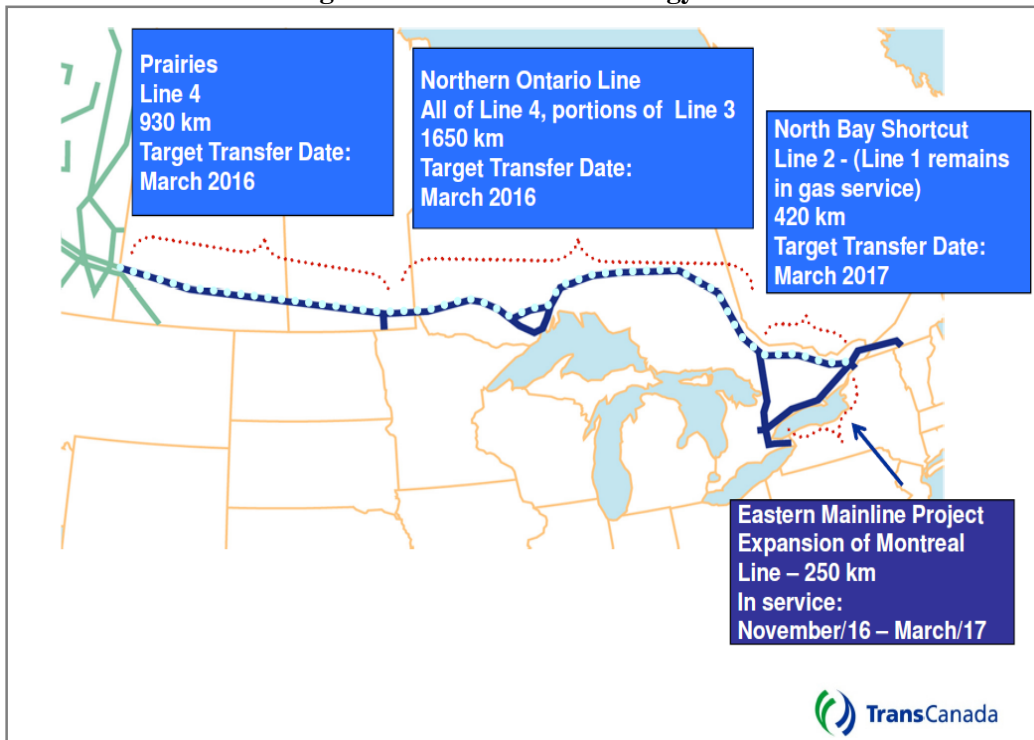 Prairies
Line 4
930 km
Target Transfer Date:
March 2016
Northern Ontario Line
All of Line 4, portions of Line 3
1650 km
Target Transfer Date:
March 2016
North Bay Shortcut
Line 2 - (Line 1 remains
in gas service)
420 km
Target Transfer Date:
March 2017
Eastern Mainline Project
Expansion of Montreal
Line – 250 km
In service:
November/16 – March/17
TransCanada